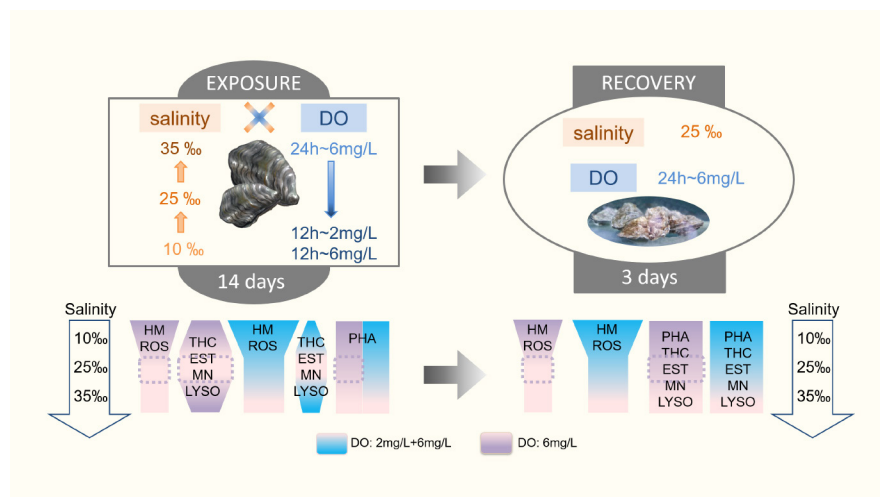 EXPOSURE
salinity
DO
35 ‰
24h~6mg/L
25 ‰
10 ‰
12h~2mg/L
12h~6mg/L
14 days
RECOVERY
salinity
25 ‰
DO
24h~6mg/L
3 days
Salinity
10‰
25‰
35‰
HM
ROS
THC
EST
MN
LYSO
HM
ROS
THC
EST
MN
LYSO
PHA
HM
ROS
HM
ROS
PHA
THC
EST
MN
LYSO
PHA
THC
EST
MN
LYSO
Salinity
10‰
25‰
35‰
DO: 2mg/L+6mg/L
DO: 6mg/L